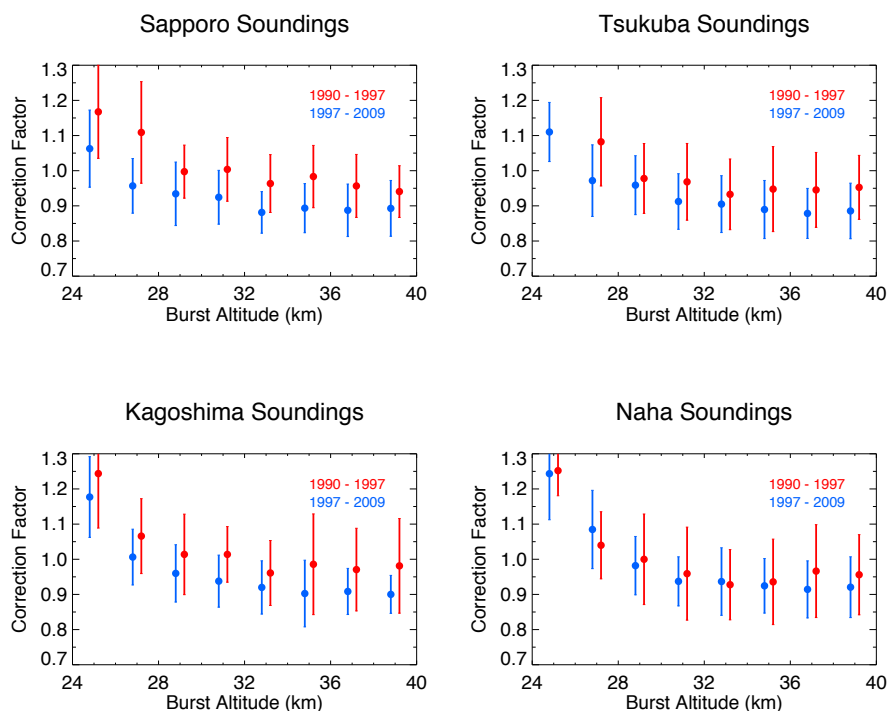 Sapporo Soundings
1.3
1.2
1.1
1.0
0.9
0.8
0.7
Correction Factor
1990 - 1997
1997 - 2009
24 28 32 36 40
Burst Altitude (km)
Tsukuba Soundings
1.3
1.2
1.1
1.0
0.9
0.8
0.7
Correction Factor
1990 - 1997
1997 - 2009
24 28 32 36 40
Burst Altitude (km)
Kagoshima Soundings
1.3
1.2
1.1
1.0
0.9
0.8
0.7
Correction Factor
1990 - 1997
1997 - 2009
24 28 32 36 40
Burst Altitude (km)
Naha Soundings
1.3
1.2
1.1
1.0
0.9
0.8
0.7
Correction Factor
1990 - 1997
1997 - 2009
24 28 32 36 40
Burst Altitude (km)